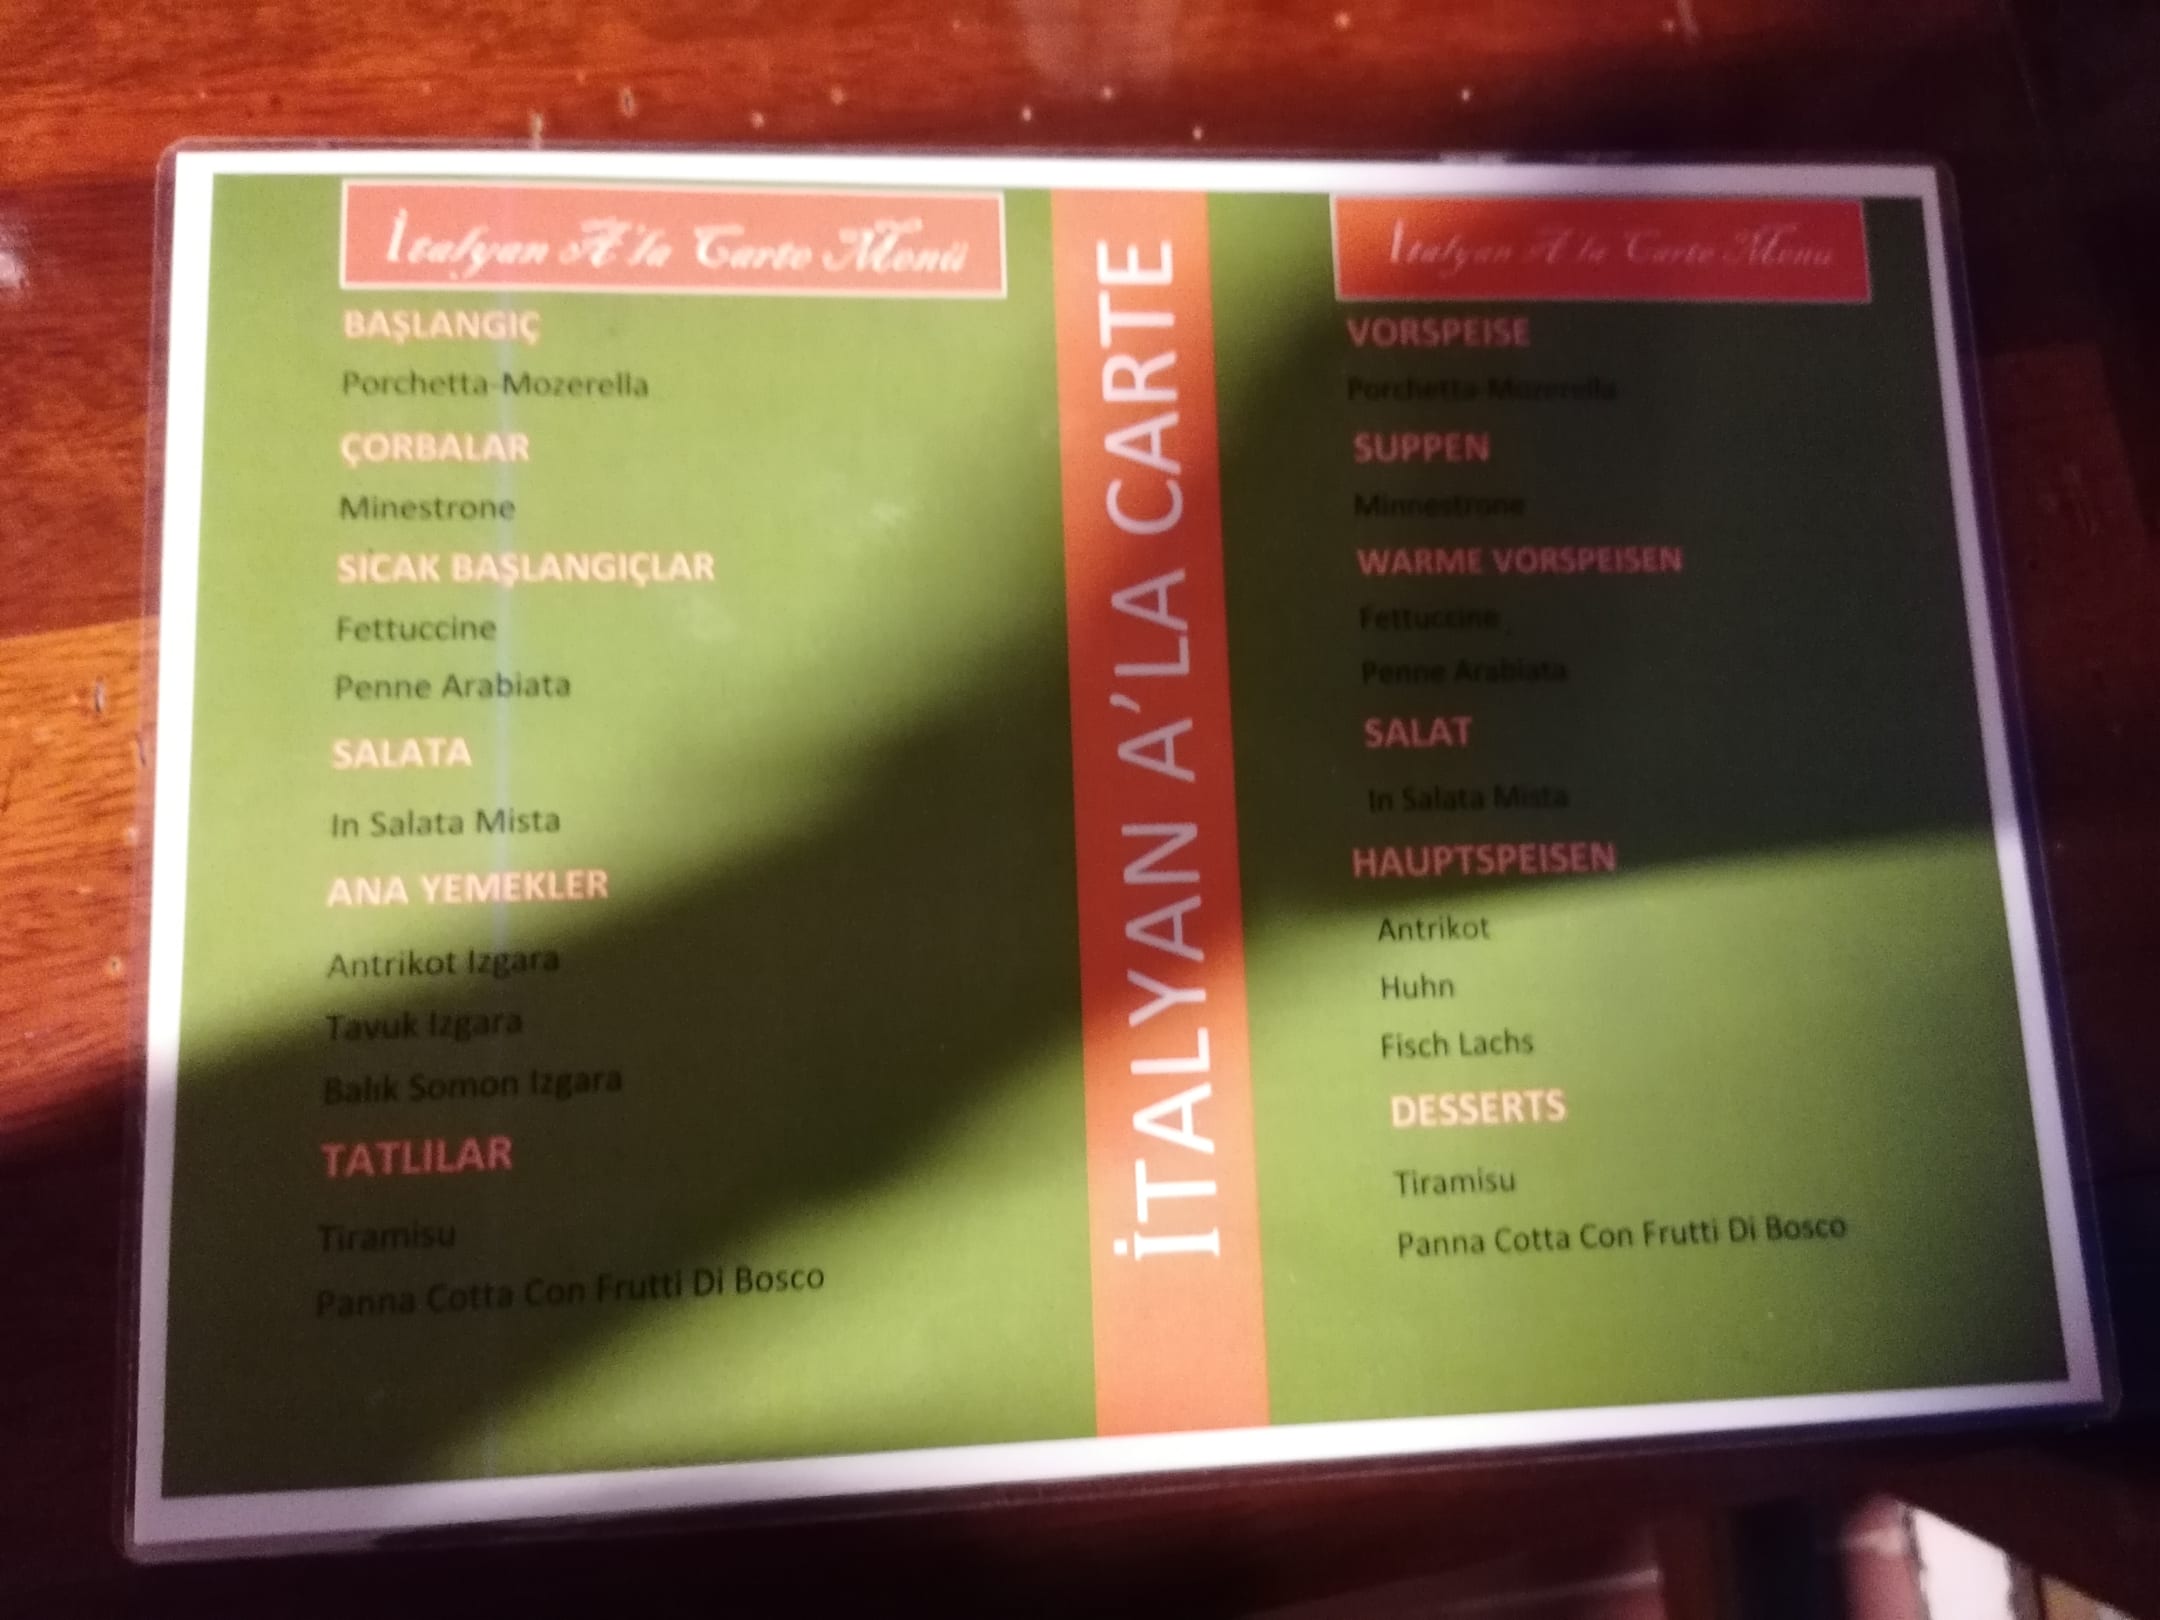 İtalyan A'la Carte Menü
BAŞLANGIÇ
Porchetta-Mozerella
ÇORBALAR
Minestrone
SICAK BAŞLANGIÇLAR
Fettuccine
Penne Arabiata
SALATA
In Salata Mista
ANA YEMEKLER
Antrikot Izgara
Tavuk Izgara
Balık Somon Izgara
TATLILAR
Tiramisu
Panna Cotta Con Frutti Di Bosco
İTALYAN A'LA CARTE
İtalyan A'la Carte Menü
VORSPEISE
Porchetta-Mozerella
SUPPEN
Minnestrone
WARME VORSPEISEN
Fettuccine
Penne Arabiata
SALAT
In Salata Mista
HAUPTSPEISEN
Antrikot
Huhn
Fisch Lachs
DESSERTS
Tiramisu
Panna Cotta Con Frutti Di Bosco